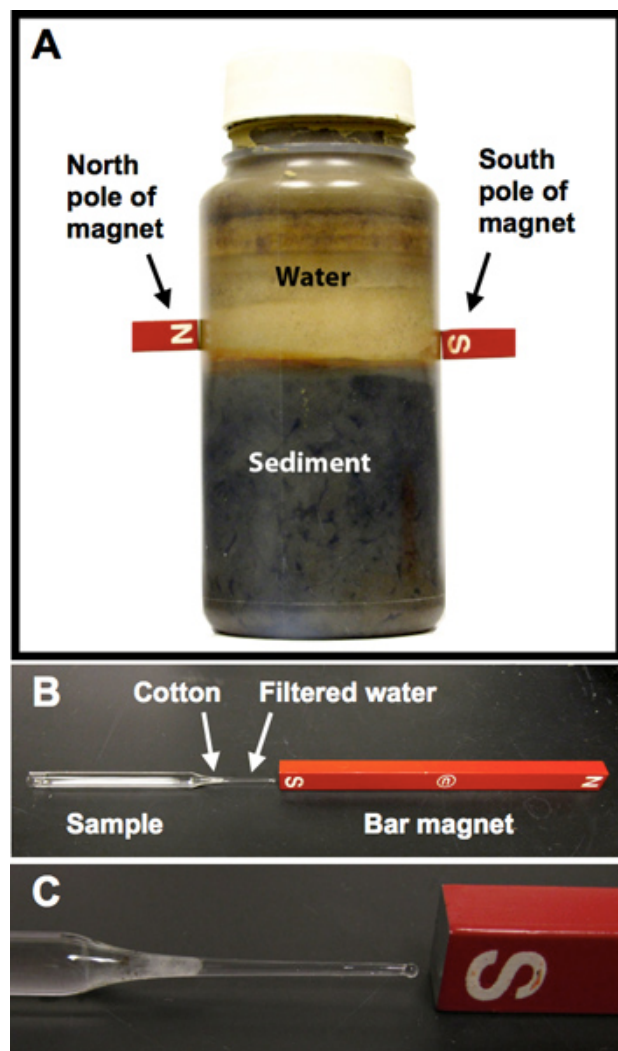 A
North
pole of
magnet
South
pole of
magnet
Water
N
S
Sediment
B
Cotton
Filtered water
S
N
Sample
Bar magnet
C
S